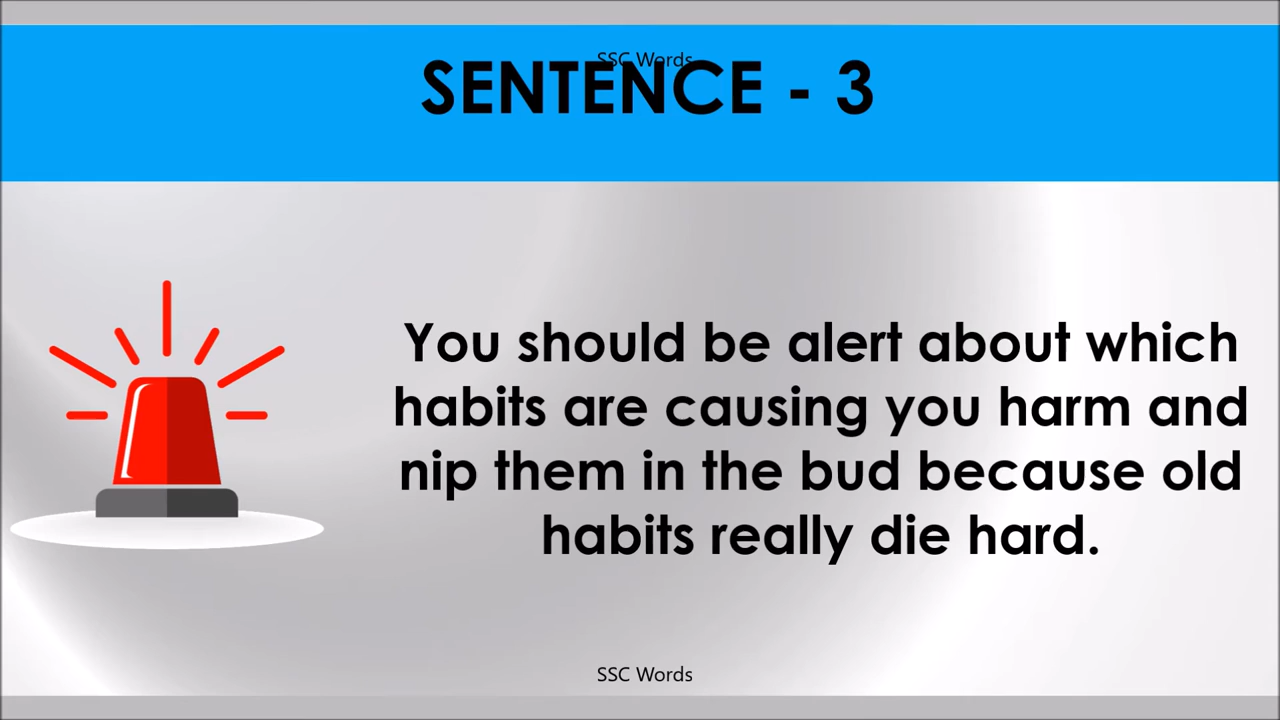 SSC Words
SENTENCE - 3
You should be alert about which
habits are causing you harm and
nip them in the bud because old
habits really die hard.
SSC Words